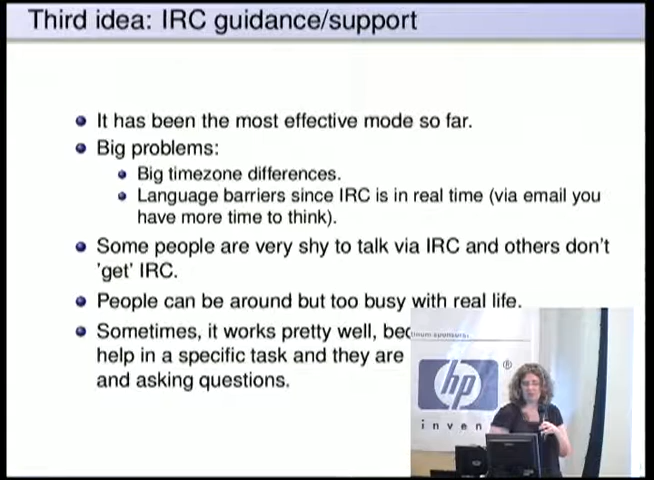 Third idea: IRC guidance/support
It has been the most effective mode so far.
Big problems:
Big timezone differences.
Language barriers since IRC is in real time (via email you
have more time to think).
Some people are very shy to talk via IRC and others don't
'get' IRC.
People can be around but too busy with real life.
Sometimes, it works pretty well, bec
help in a specific task and they are
and asking questions.
sponsors.
hp®
inven